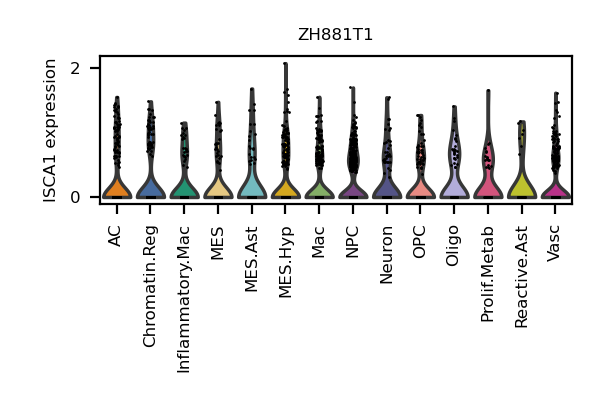 ZH881T1
ISCA1 expression
2
0
AC
Chromatin.Reg
Inflammatory.Mac
MES
MES.Ast
MES.Hyp
Mac
NPC
Neuron
OPC
Oligo
Prolif.Metab
Reactive.Ast
Vasc